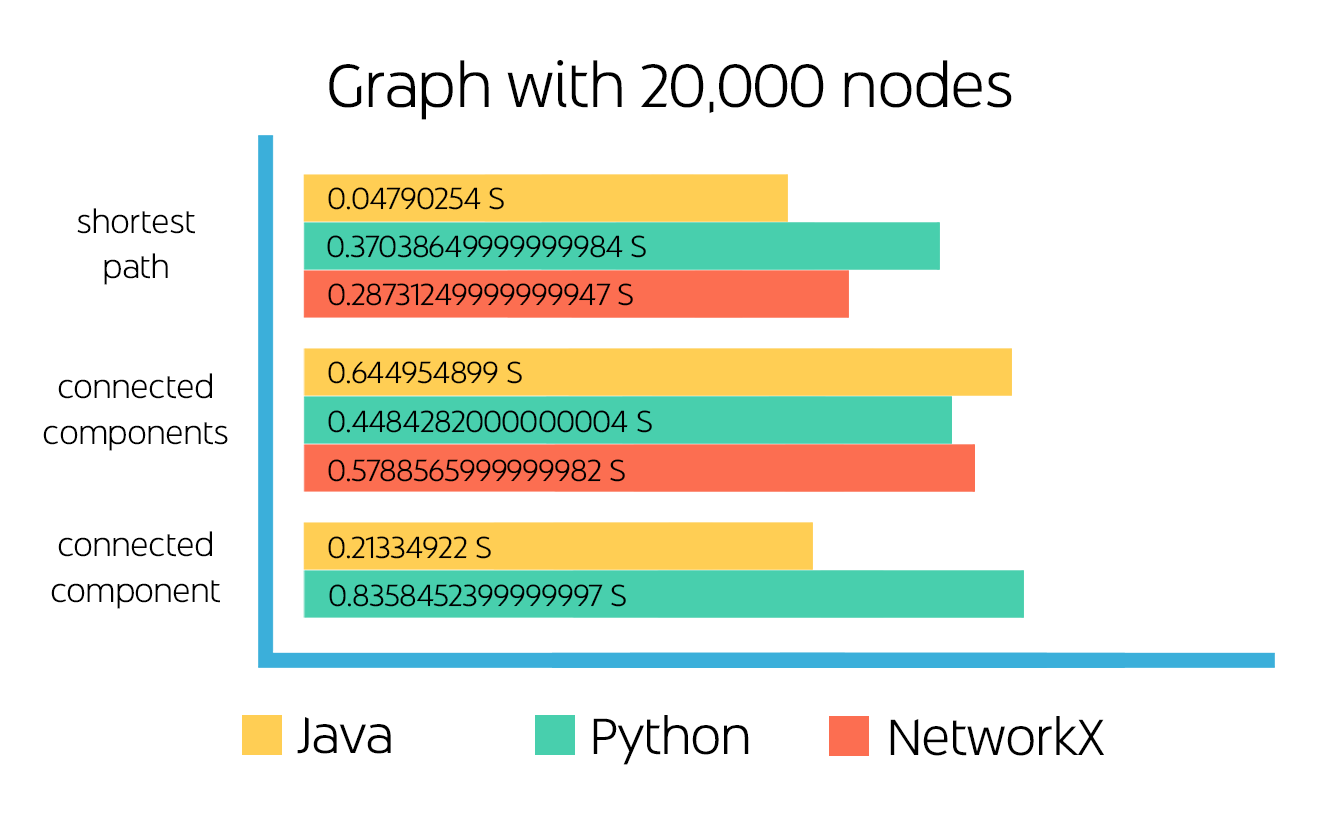 Graph with 20,000 nodes
shortest
path
0.04790254 S
0.37038649999999984 S
0.28731249999999947 S
connected
components
0.644954899 S
0.4484282000000004 S
0.5788565999999982 S
connected
component
0.21334922 S
0.8358452399999997 S
Java
Python
NetworkX